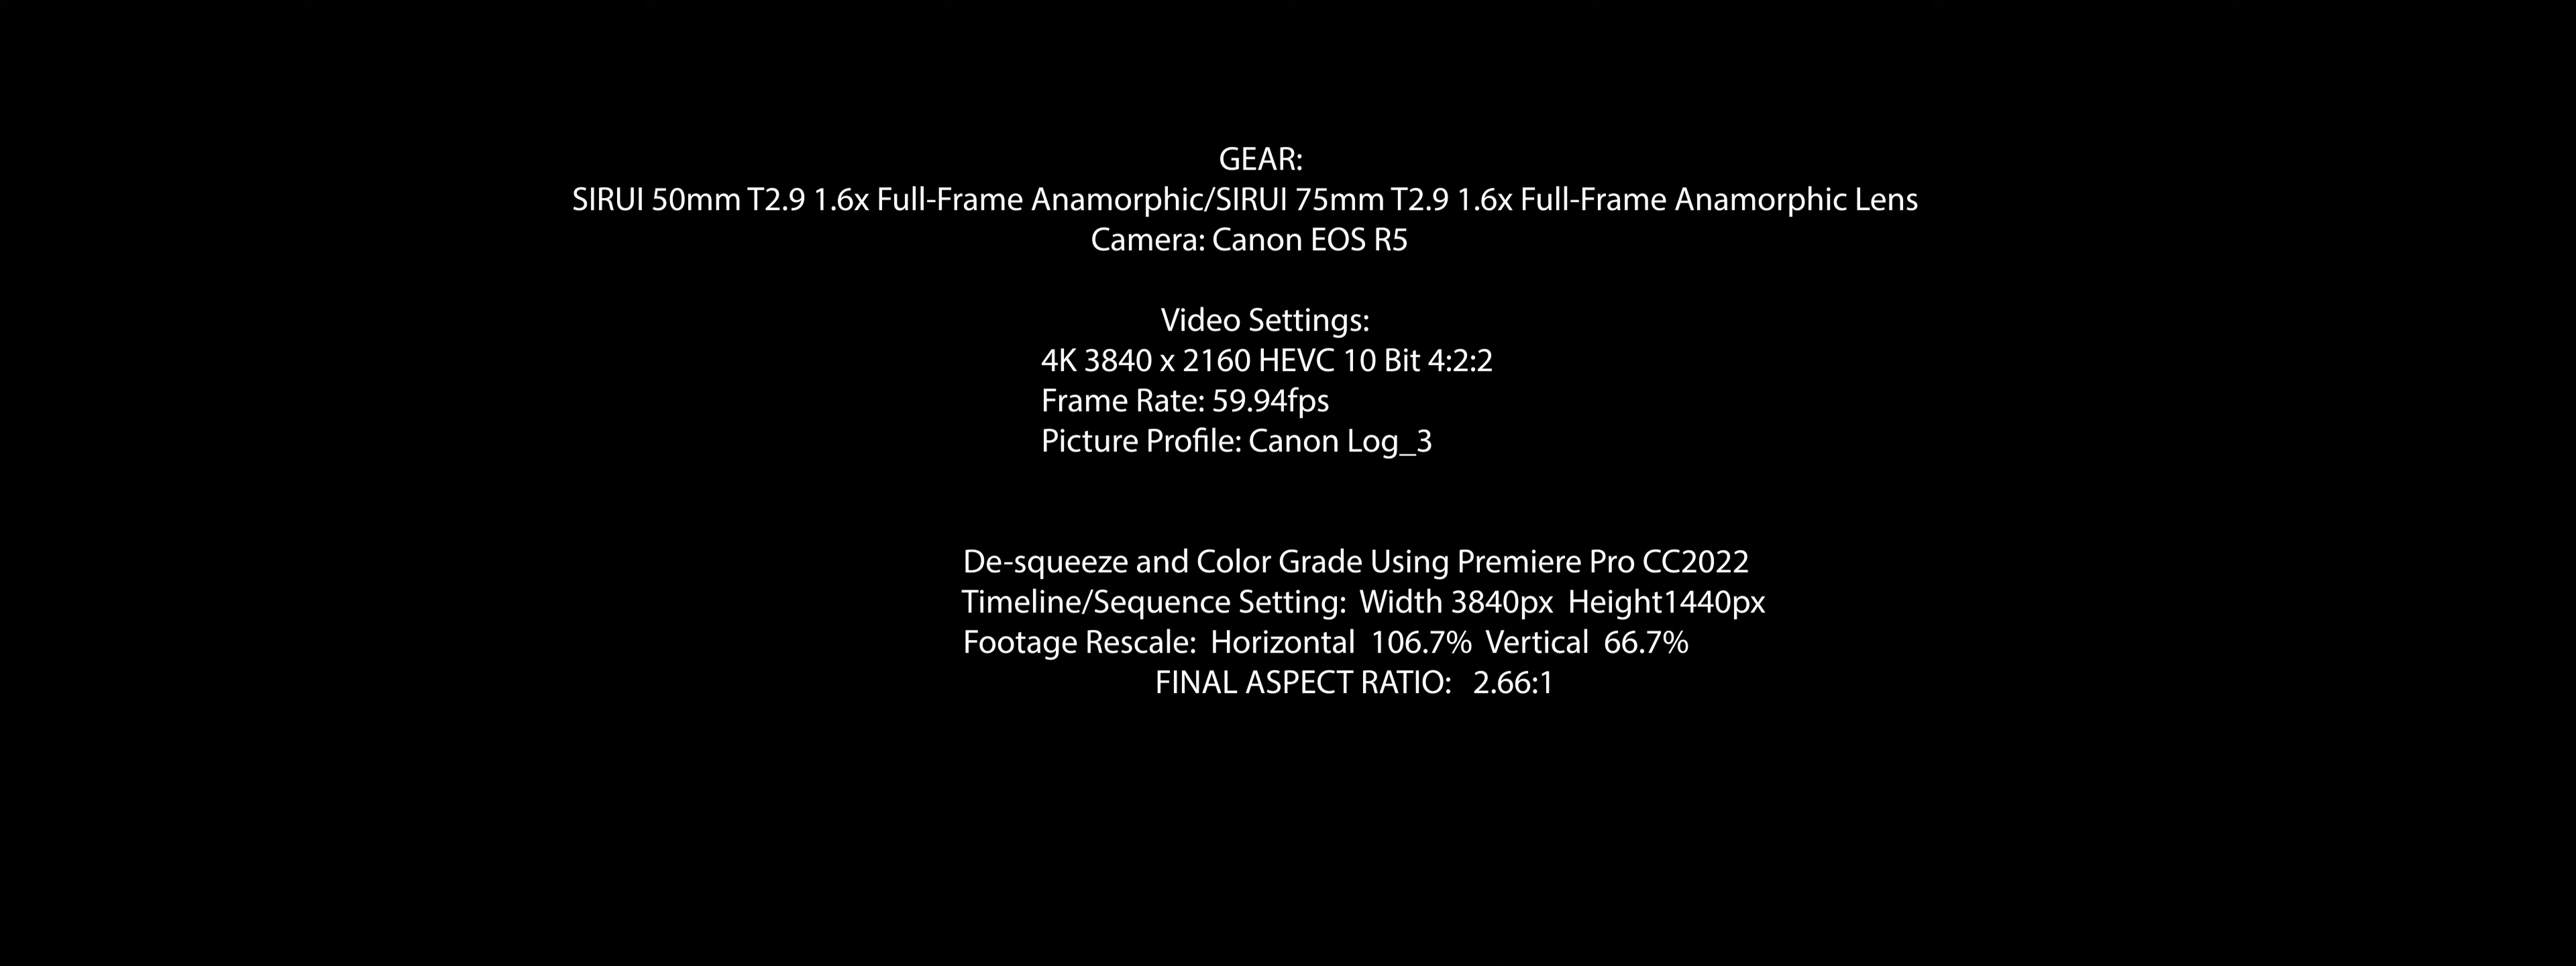 GEAR:
SIRUI 50mm T2.9 1.6x Full-Frame Anamorphic/SIRUI 75mm T2.9 1.6x Full-Frame Anamorphic Lens
Camera: Canon EOS R5
Video Settings:
4K 3840 x 2160 HEVC 10 Bit 4:2:2
Frame Rate: 59.94fps
Picture Profile: Canon Log_3
De-squeeze and Color Grade Using Premiere Pro CC2022
Timeline/Sequence Setting:  Width 3840px  Height1440px
Footage Rescale:  Horizontal  106.7%  Vertical  66.7%
FINAL ASPECT RATIO:   2.66:1